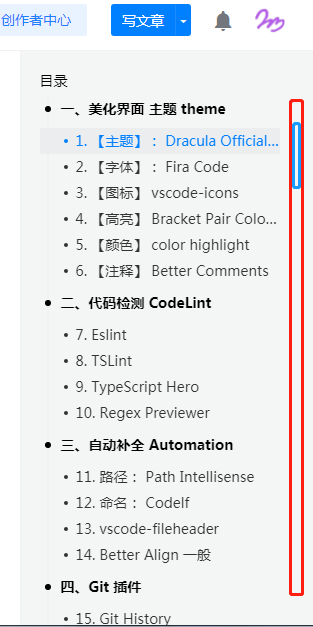 创作者中心
写文章
目录
一、美化界面 主题 theme
1. 【主题】 ：Dracula Official...
2. 【字体】 ：Fira Code
3. 【图标】 vscode-icons
4. 【高亮】 Bracket Pair Colo...
5. 【颜色】 color highlight
6. 【注释】 Better Comments
二、代码检测 CodeLint
7. Eslint
8. TSLint
9. TypeScript Hero
10. Regex Previewer
三、自动补全 Automation
11. 路径： Path Intellisense
12. 命名： Codelf
13. vscode-fileheader
14. Better Align 一般
四、Git 插件
15. Git History